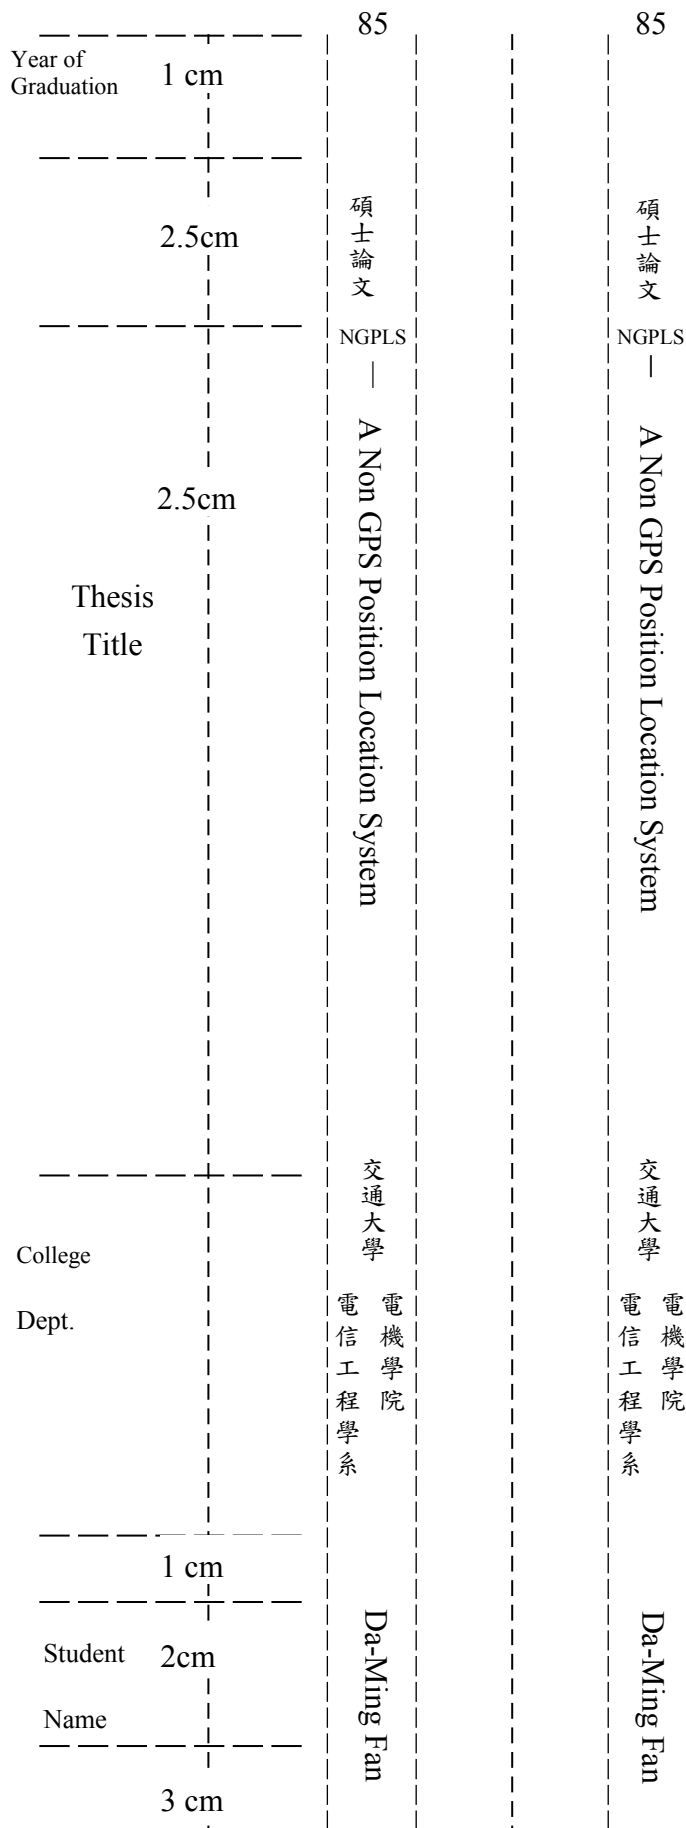 85
85
Year of
Graduation
1 cm
2.5cm
碩士論文
碩士論文
NGPLS
NGPLS
—
—
2.5cm
A Non GPS Position Location System
A Non GPS Position Location System
Thesis
Title
交通大學
交通大學
College
Dept.
電機學院
電信工程學系
電機學院
電信工程學系
1 cm
Student
2cm
Name
Da-Ming Fan
Da-Ming Fan
3 cm